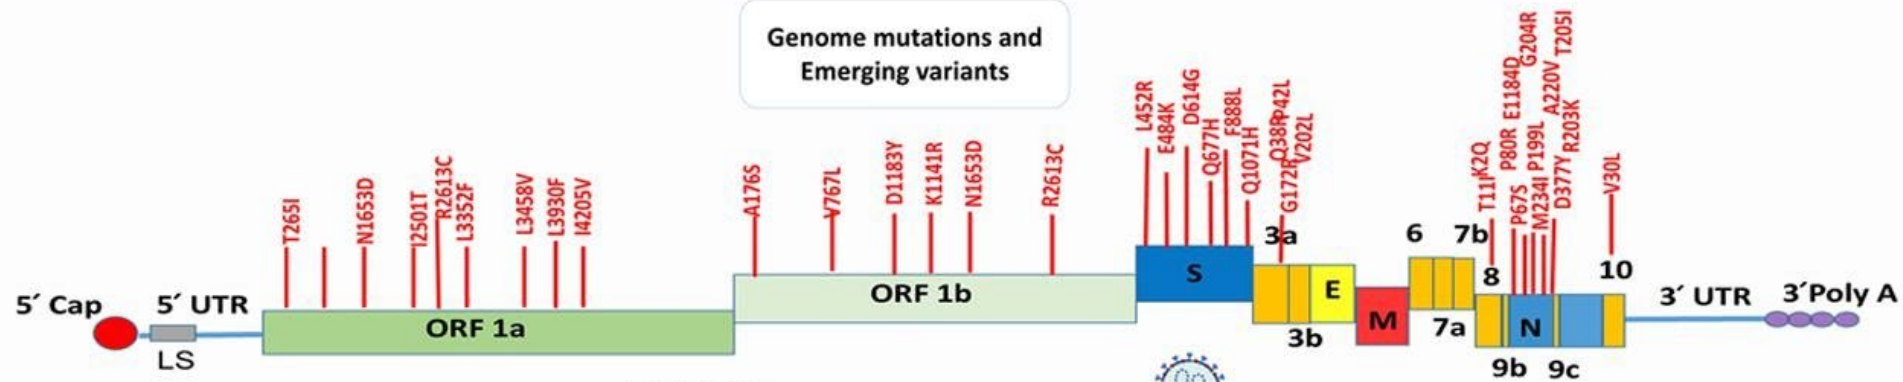 Genome mutations and
Emerging variants
T265I
N1653D
I2501T
R2613C
L3352F
L3458V
L3930F
I4205V
A176S
V767L
D1183Y
K1141R
N1653D
R2613C
L452R
E484K
D614G
Q677H
F888L
Q1071H
Q38R
P42L
G172R
V202L
T11I
K2Q
P80R
E1184D
G204R
T205I
P67S
M234I
P199L
A220V
D377Y
R203K
V30L
5´ Cap
5´ UTR
LS
ORF 1a
ORF 1b
S
3a
3b
E
M
6
7a
7b
8
9b
N
9c
10
3´ UTR
3´Poly A